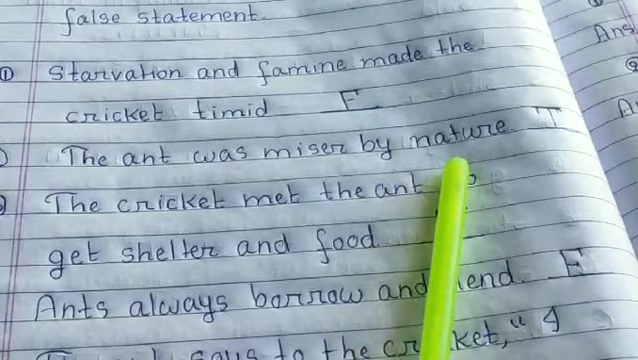 false statement.
① starvation and famine made the
cricket timid F
The ant was miser by nature T
The cricket met the ant
get shelter and food
Ants always borrow and lend. F
says to the cricket, "I
Ans